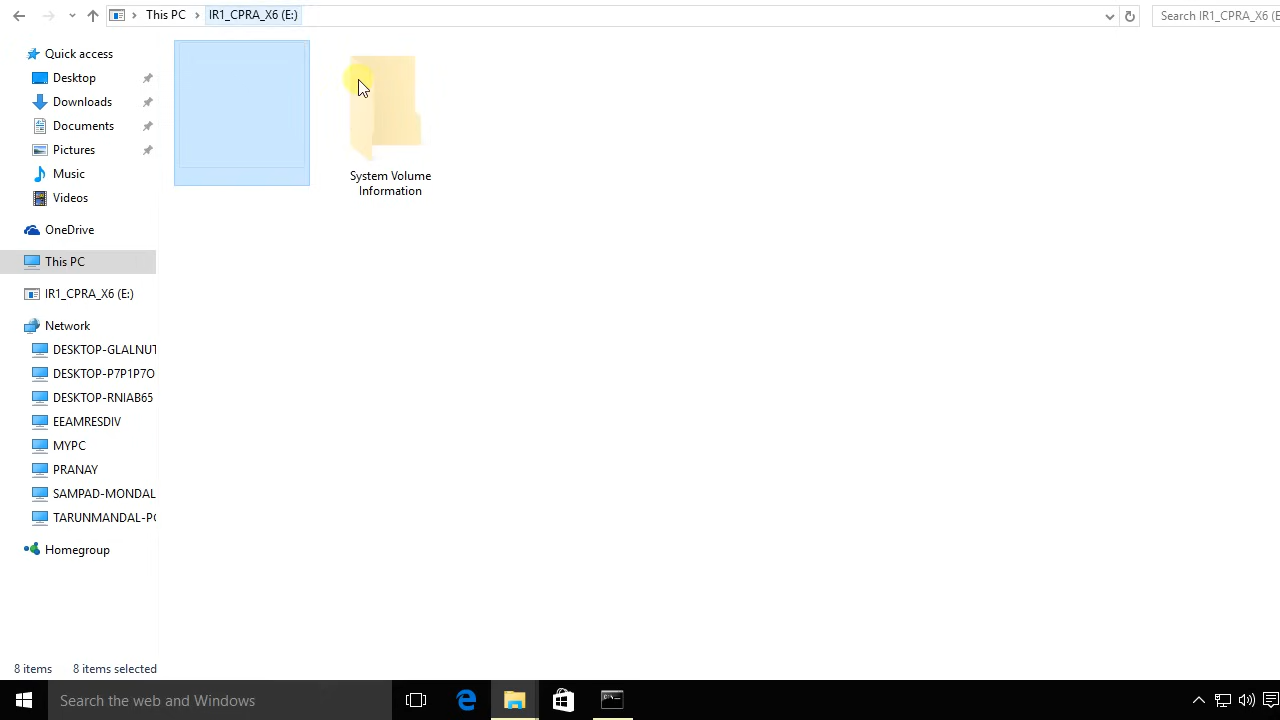 This PC
IR1_CPRA_X6 (E:)
Search IR1_CPRA_X6 (E
Quick access
Desktop
Downloads
Documents
Pictures
Music
Videos
OneDrive
This PC
IR1_CPRA_X6 (E:)
Network
DESKTOP-GLALNUT
DESKTOP-P7P1P7O
DESKTOP-RNIAB65
EEAMRESDIV
MYPC
PRANAY
SAMPAD-MONDAL
TARUNMANDAL-PC
Homegroup
System Volume
Information
8 items
8 items selected
Search the web and Windows